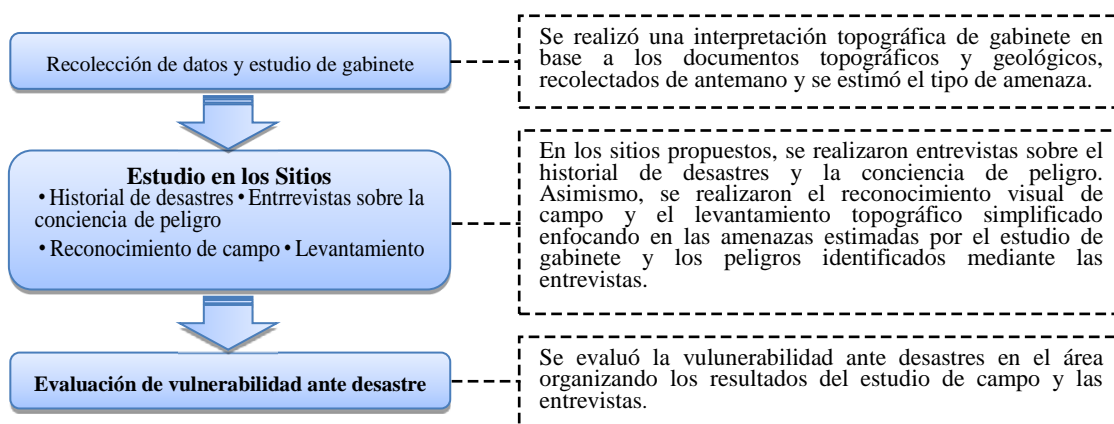 Recolección de datos y estudio de gabinete
Se realizó una interpretación topográfica de gabinete en
base a los documentos topográficos y geológicos,
recolectados de antemano y se estimó el tipo de amenaza.
Estudio en los Sitios
• Historial de desastres • Entrrevistas sobre la
conciencia de peligro
• Reconocimiento de campo • Levantamiento
En los sitios propuestos, se realizaron entrevistas sobre el
historial de desastres y la conciencia de peligro.
Asimismo, se realizaron el reconocimiento visual de
campo y el levantamiento topográfico simplificado
enfocando en las amenazas estimadas por el estudio de
gabinete y los peligros identificados mediante las
entrevistas.
Evaluación de vulnerabilidad ante desastre
Se evaluó la vulunerabilidad ante desastres en el área
organizando los resultados del estudio de campo y las
entrevistas.